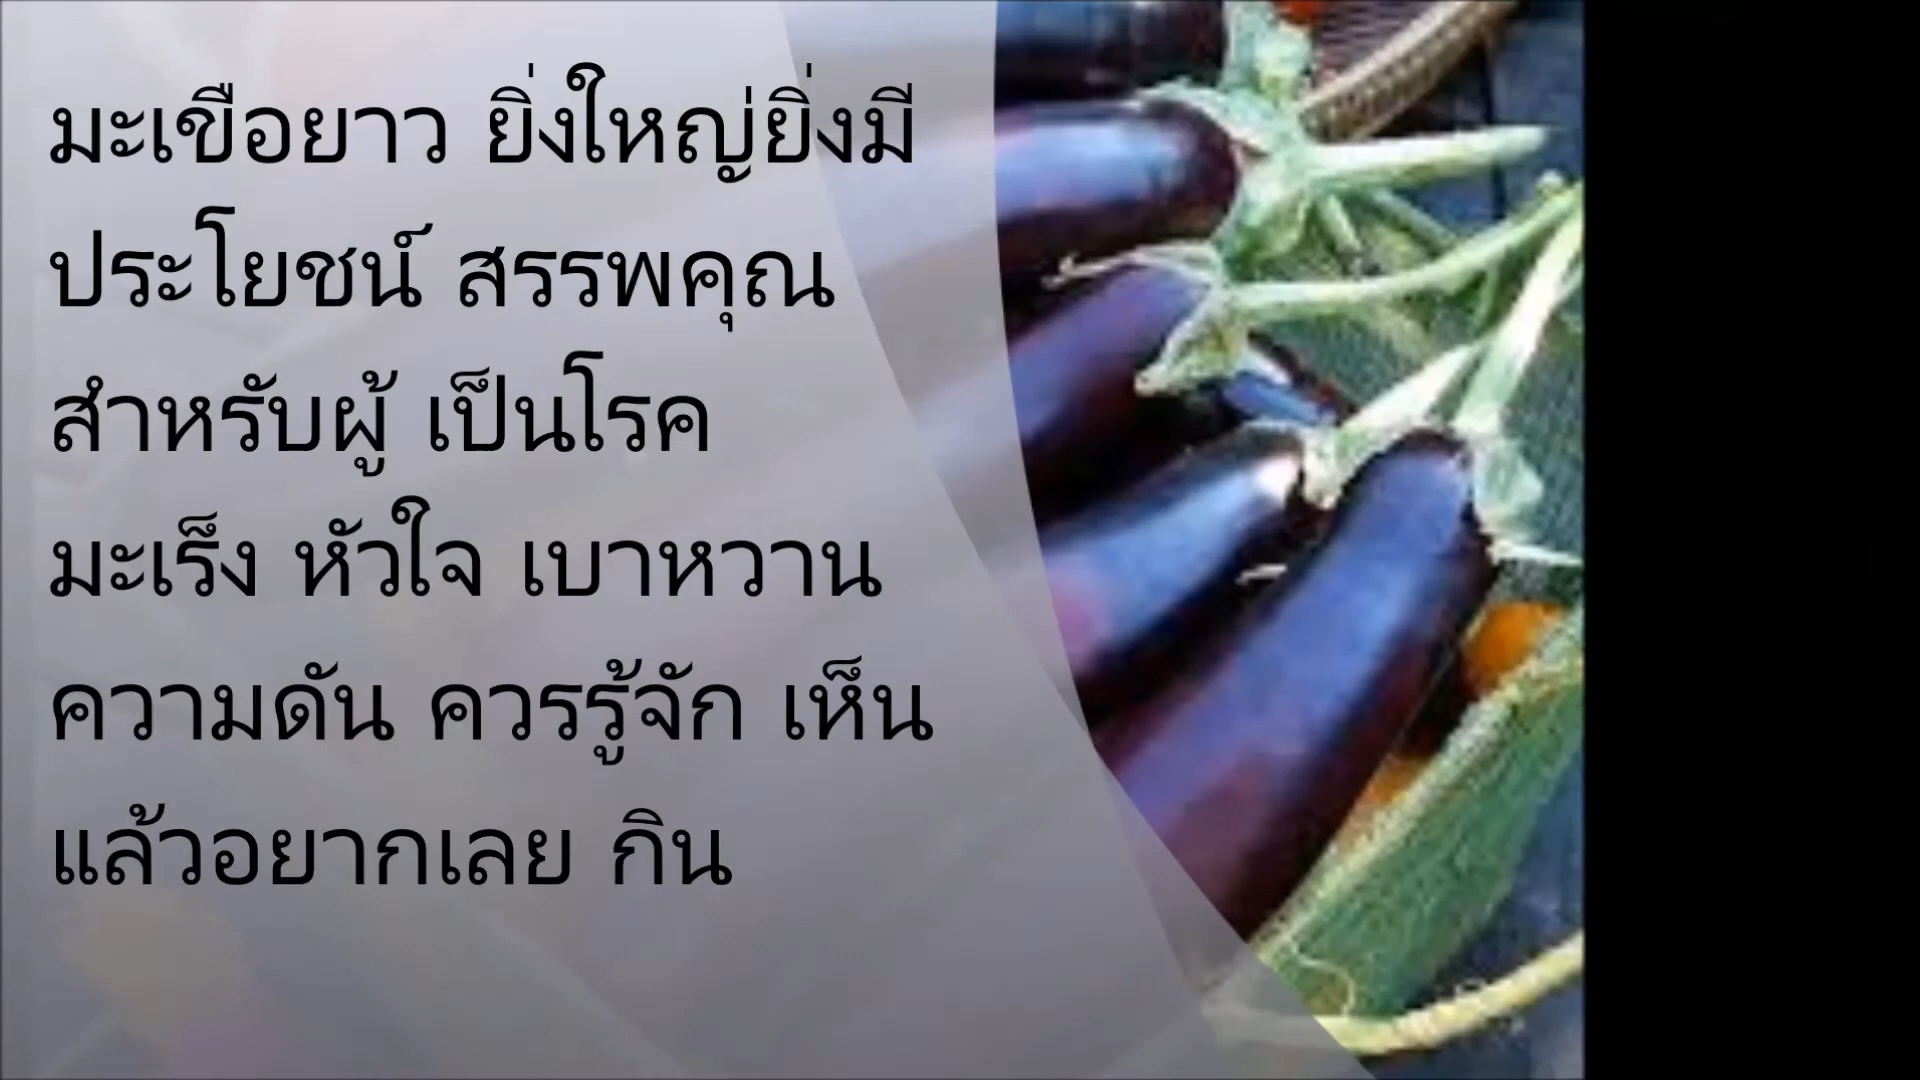 มะเขือยาว ยิ่งใหญ่ยิ่งมี
ประโยชน์ สรรพคุณ
สำหรับผู้ เป็นโรค
มะเร็ง หัวใจ เบาหวาน
ความดัน ควรรู้จัก เห็น
แล้วอยากเลย กิน